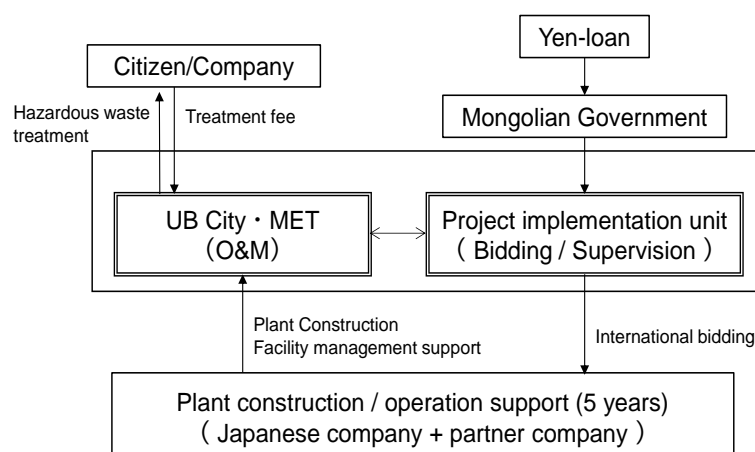 Yen-loan
Citizen/Company
Hazardous waste
treatment
Treatment fee
Mongolian Government
UB City・MET
（O&M）
Project implementation unit
（ Bidding / Supervision ）
Plant Construction
Facility management support
International bidding
Plant construction / operation support (5 years)
（ Japanese company + partner company ）